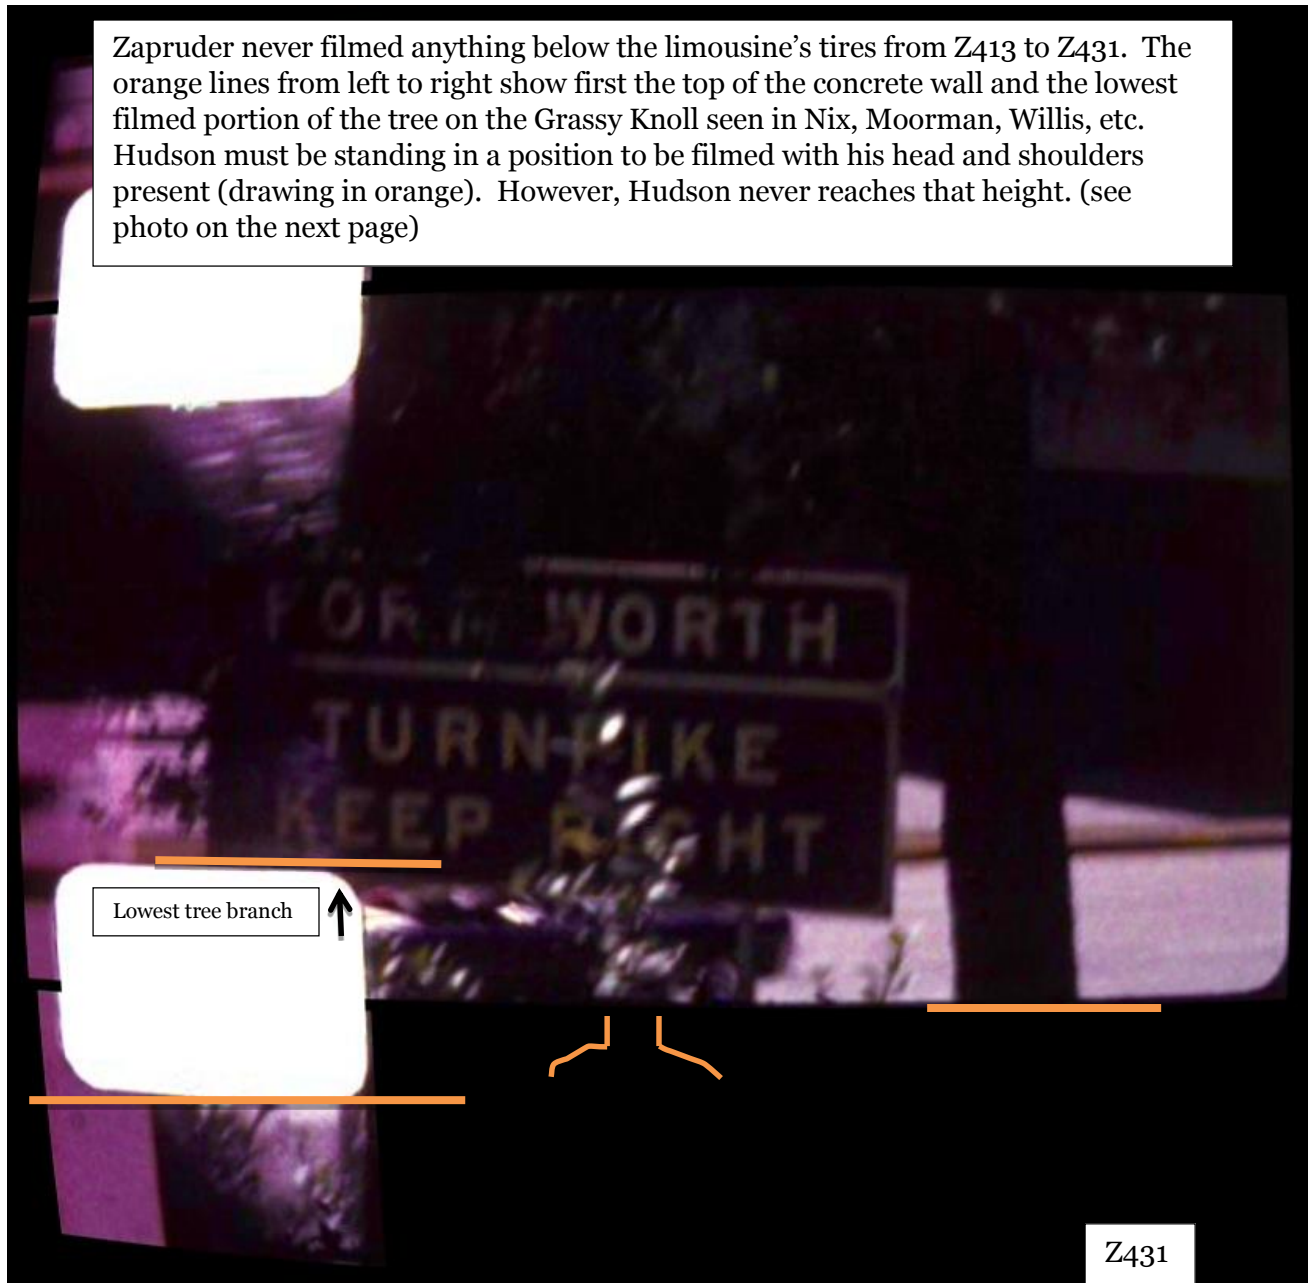 Zapruder never filmed anything below the limousine’s tires from Z413 to Z431.  The
orange lines from left to right show first the top of the concrete wall and the lowest
filmed portion of the tree on the Grassy Knoll seen in Nix, Moorman, Willis, etc.
Hudson must be standing in a position to be filmed with his head and shoulders
present (drawing in orange).  However, Hudson never reaches that height. (see
photo on the next page)
FORT WORTH
TURNPIKE
KEEP RIGHT
Lowest tree branch
Z431